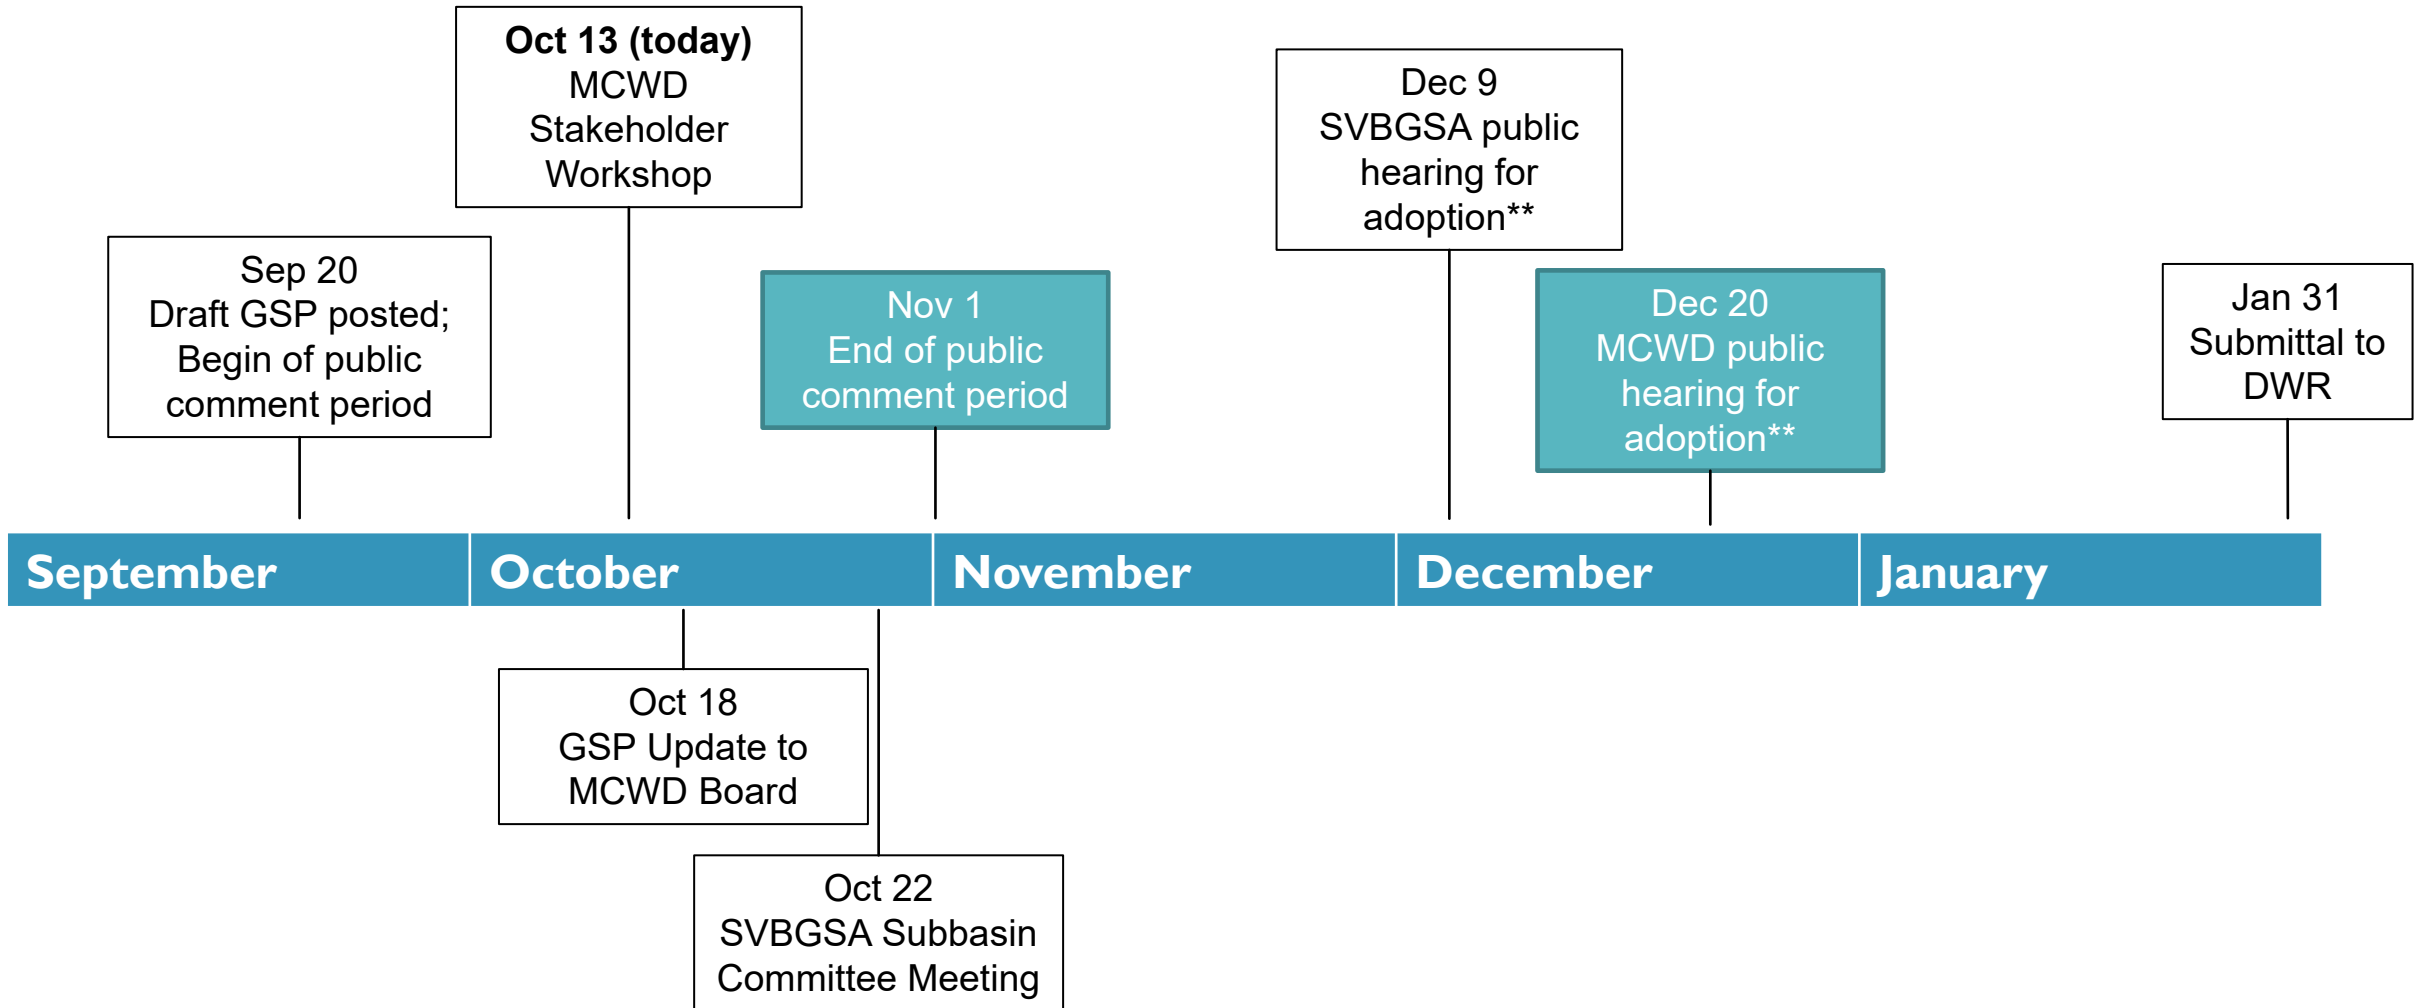 Oct 13 (today)
MCWD
Stakeholder
Workshop
Dec 9
SVBGSA public
hearing for
adoption**
Sep 20
Draft GSP posted;
Begin of public
comment period
Nov 1
End of public
comment period
Dec 20
MCWD public
hearing for
adoption**
Jan 31
Submittal to
DWR
September
October
November
December
January
Oct 18
GSP Update to
MCWD Board
Oct 22
SVBGSA Subbasin
Committee Meeting